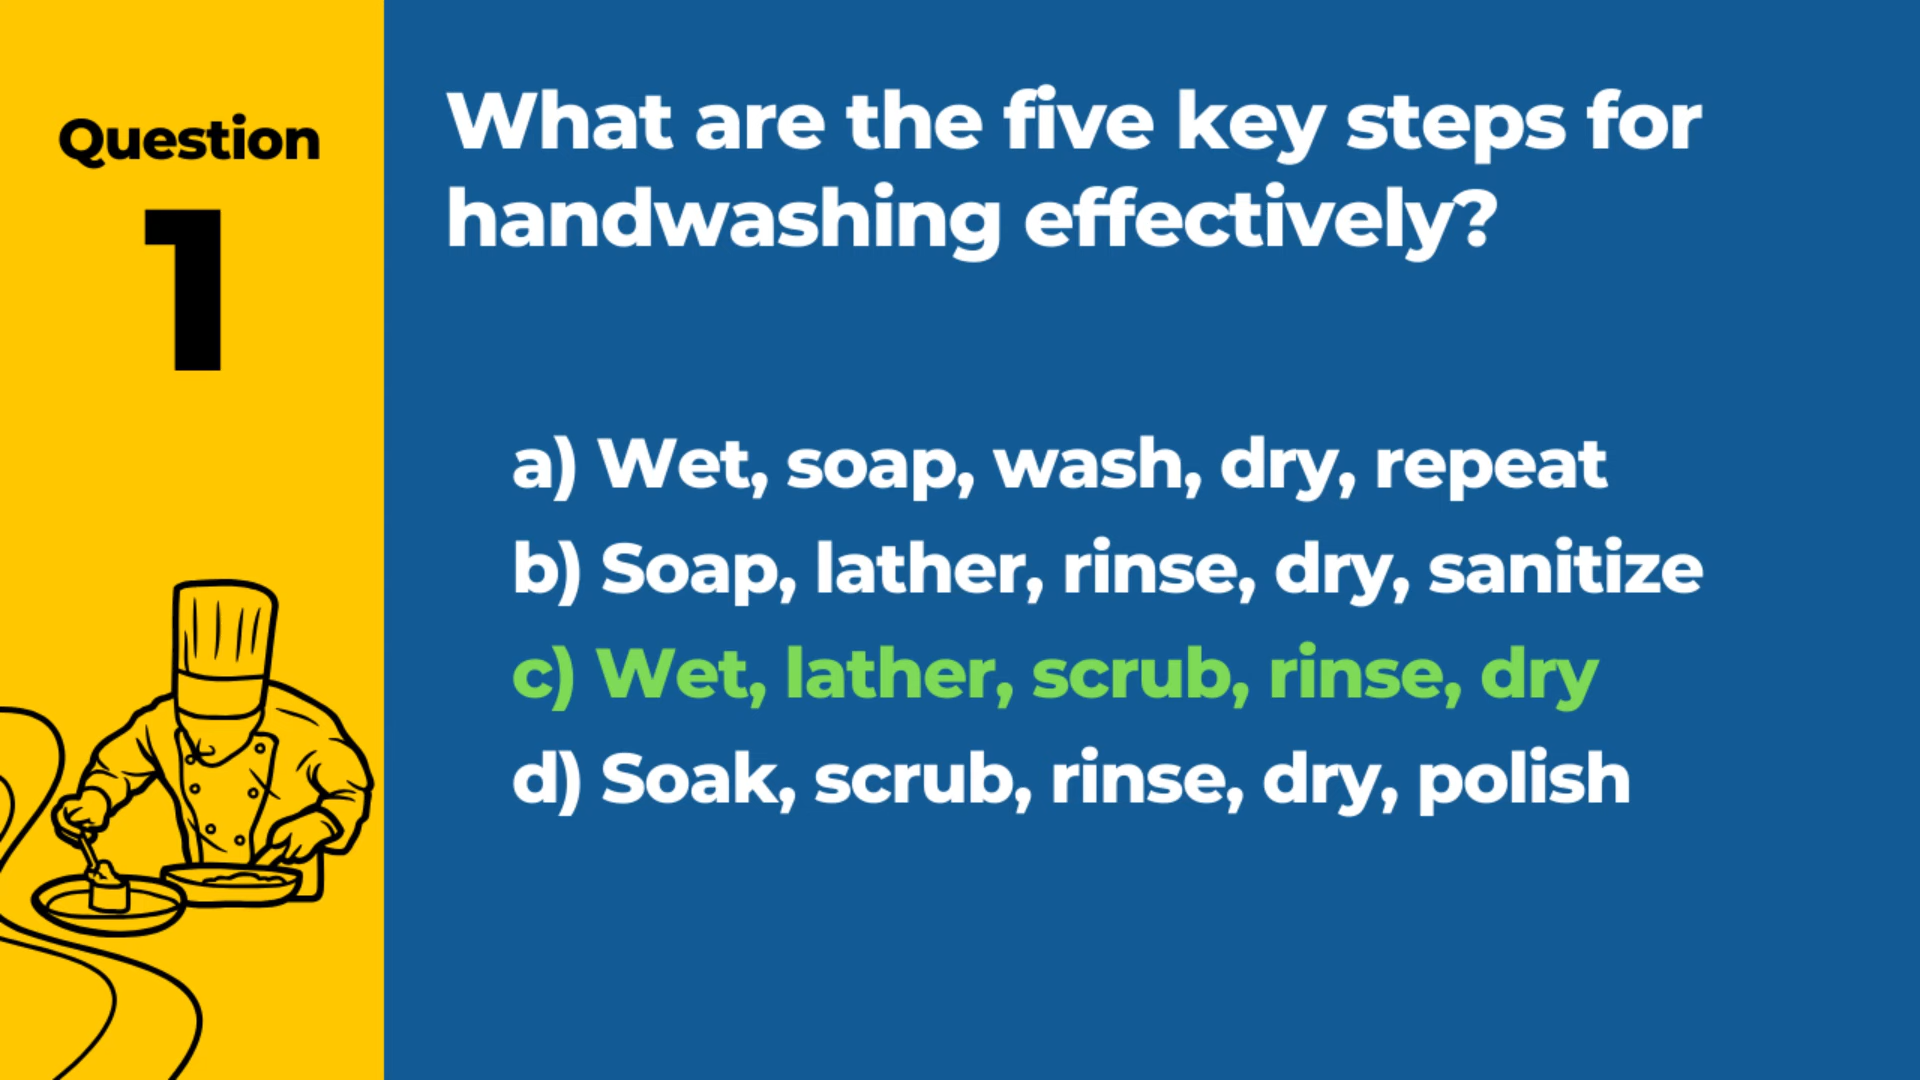 Question
1
What are the five key steps for
handwashing effectively?
a) Wet, soap, wash, dry, repeat
b) Soap, lather, rinse, dry, sanitize
c) Wet, lather, scrub, rinse, dry
d) Soak, scrub, rinse, dry, polish